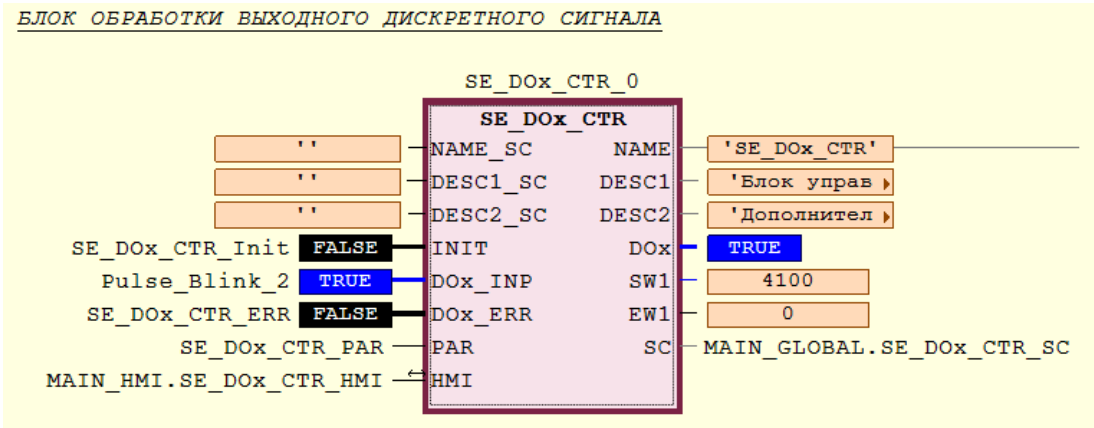 БЛОК ОБРАБОТКИ ВЫХОДНОГО ДИСКРЕТНОГО СИГНАЛА
SE_DOx_CTR_0
SE_DOx_CTR
'' NAME_SC NAME 'SE_DOx_CTR'
'' DESC1_SC DESC1 'Блок управ
'' DESC2_SC DESC2 'Дополнител
SE_DOx_CTR_Init FALSE INIT DOx TRUE
Pulse_Blink_2 TRUE DOx_INP SW1 4100
SE_DOx_CTR_ERR FALSE DOx_ERR EW1 0
SE_DOx_CTR_PAR PAR SC MAIN_GLOBAL.SE_DOx_CTR_SC
MAIN_HMI.SE_DOx_CTR_HMI HMI